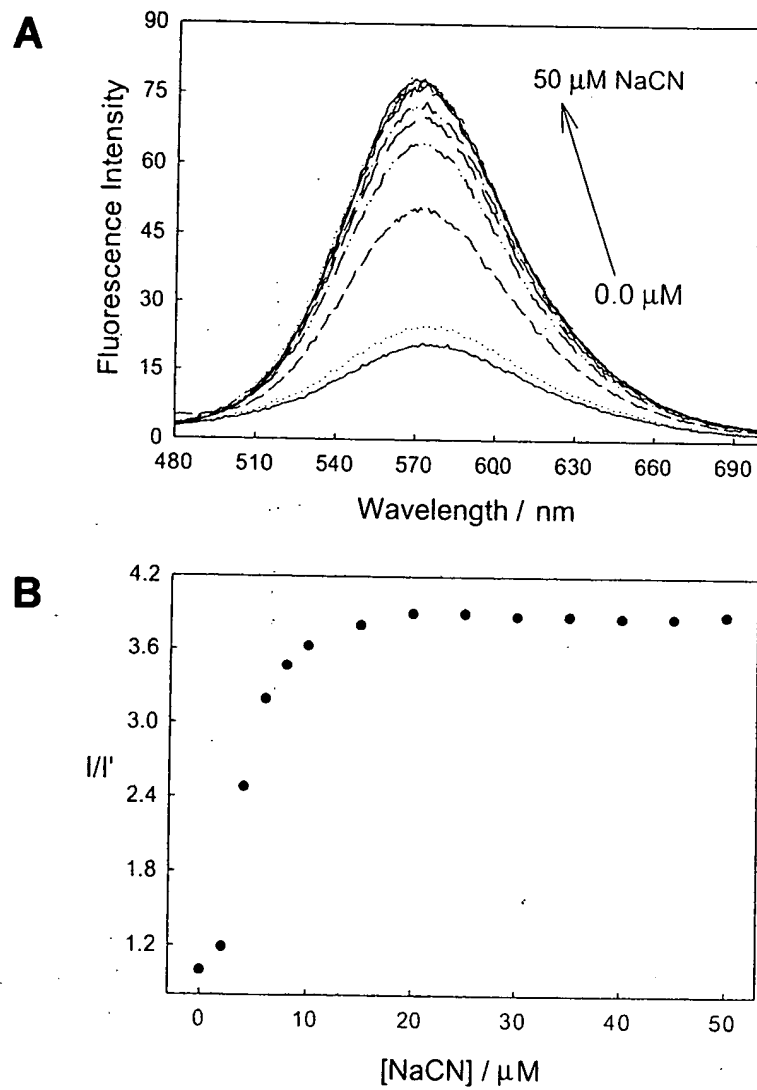 A
90
75
60
45
30
15
0
Fluorescence Intensity
50 μM NaCN
0.0 μM
480 510 540 570 600 630 660 690
Wavelength / nm
B
4.2
3.6
3.0
2.4
1.8
1.2
I/I'
0 10 20 30 40 50
[NaCN] / μM